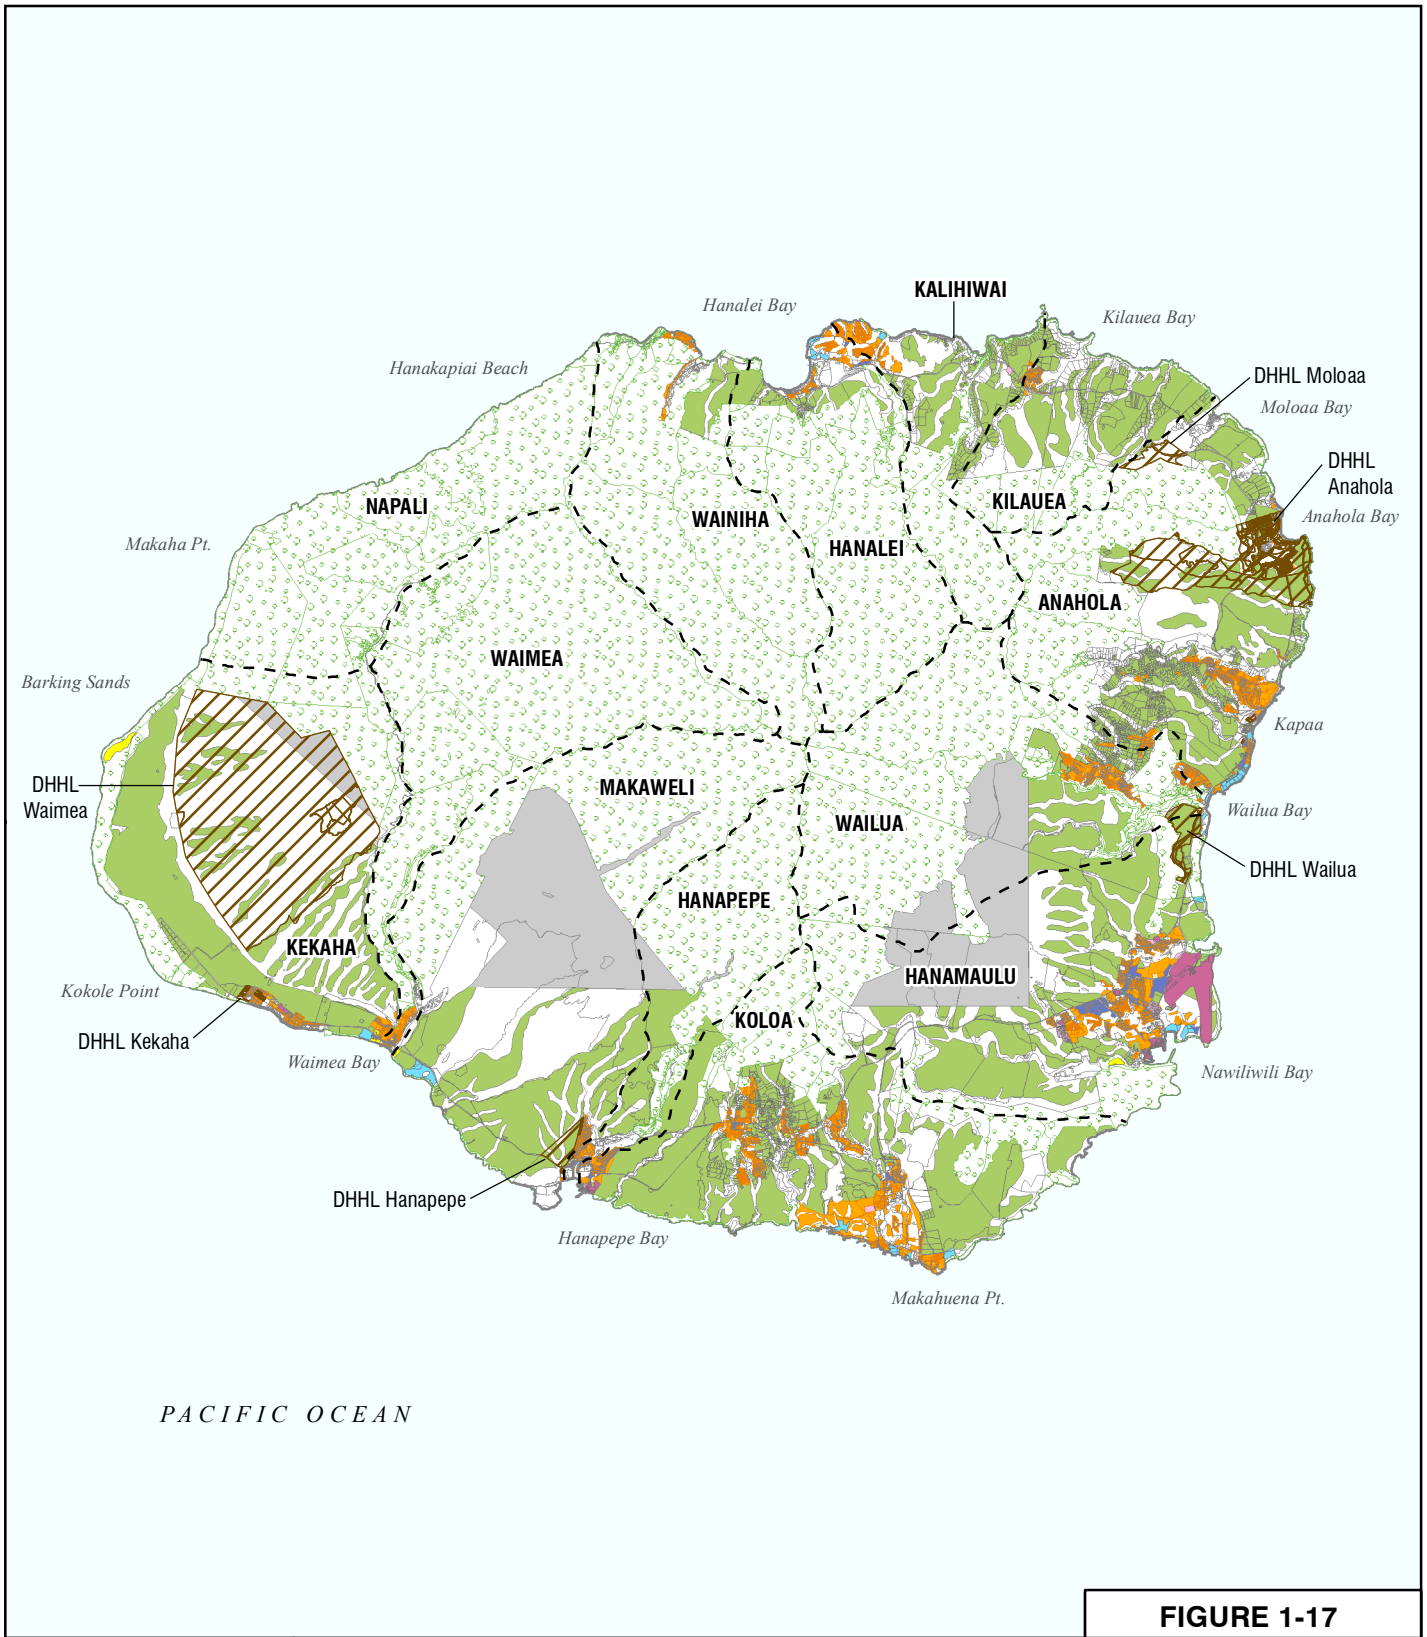 KALIHIWAI
Hanalei Bay
Kilauea Bay
Hanakapiai Beach
DHHL Moloaa
Moloaa Bay
DHHL
Anahola
NAPALI
KILAUEA
WAINIHA
Anahola Bay
Makaha Pt.
HANALEI
ANAHOLA
WAIMEA
Barking Sands
Kapaa
DHHL
Waimea
MAKAWELI
Wailua Bay
WAILUA
DHHL Wailua
HANAPEPE
KEKAHA
HANAMAULU
Kokole Point
KOLOA
DHHL Kekaha
Waimea Bay
Nawiliwili Bay
DHHL Hanapepe
Hanapepe Bay
Makahuena Pt.
PACIFIC OCEAN
FIGURE 1-17